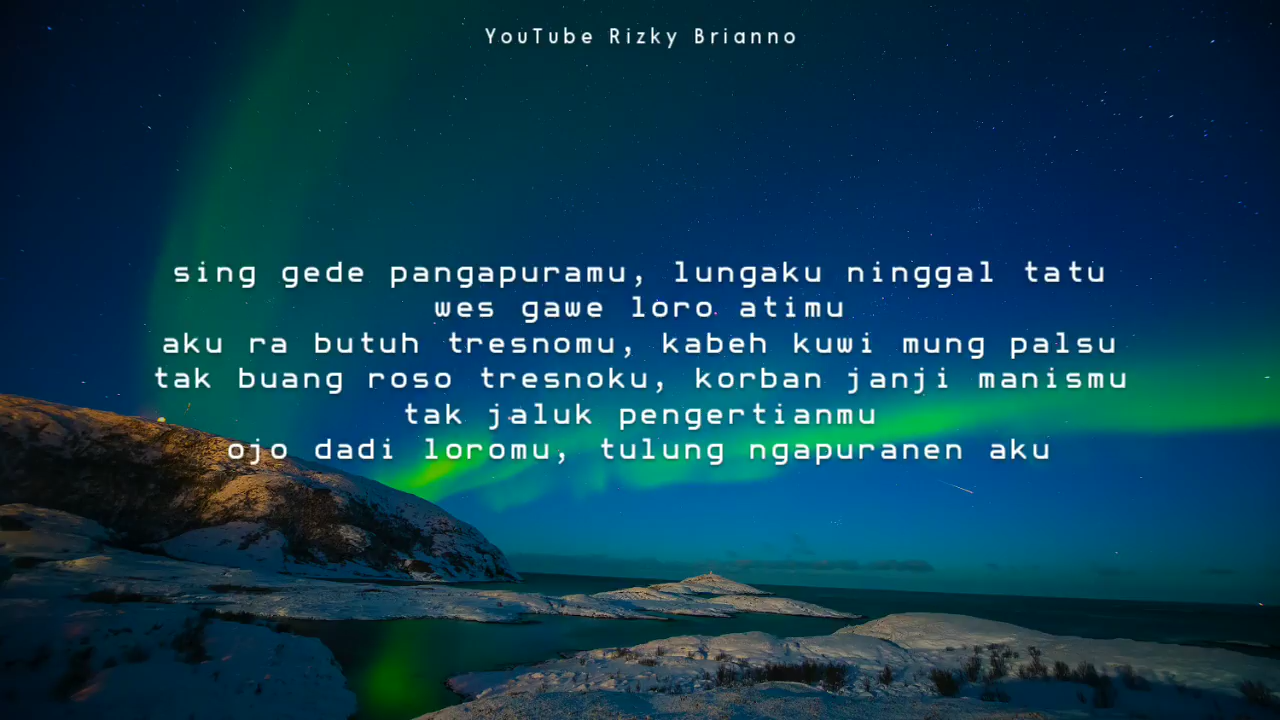 YouTube Rizky Brianno
sing gede pangapuramu, lungaku ninggal tatu
wes gawe loro atimu
aku ra butuh tresnomu, kabeh kuwi mung palsu
tak buang roso tresnoku, korban janji manismu
tak jaluk pengertianmu
ojo dadi loromu, tulung ngapuranen aku